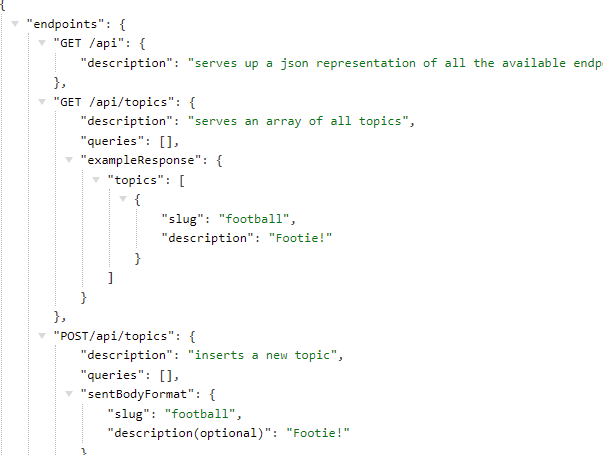 {
"endpoints": {
"GET /api": {
"description": "serves up a json representation of all the available endp
},
"GET /api/topics": {
"description": "serves an array of all topics",
"queries": [],
"exampleResponse": {
"topics": [
{
"slug": "football",
"description": "Footie!"
}
]
}
},
"POST/api/topics": {
"description": "inserts a new topic",
"queries": [],
"sentBodyFormat": {
"slug": "football",
"description(optional)": "Footie!"
}